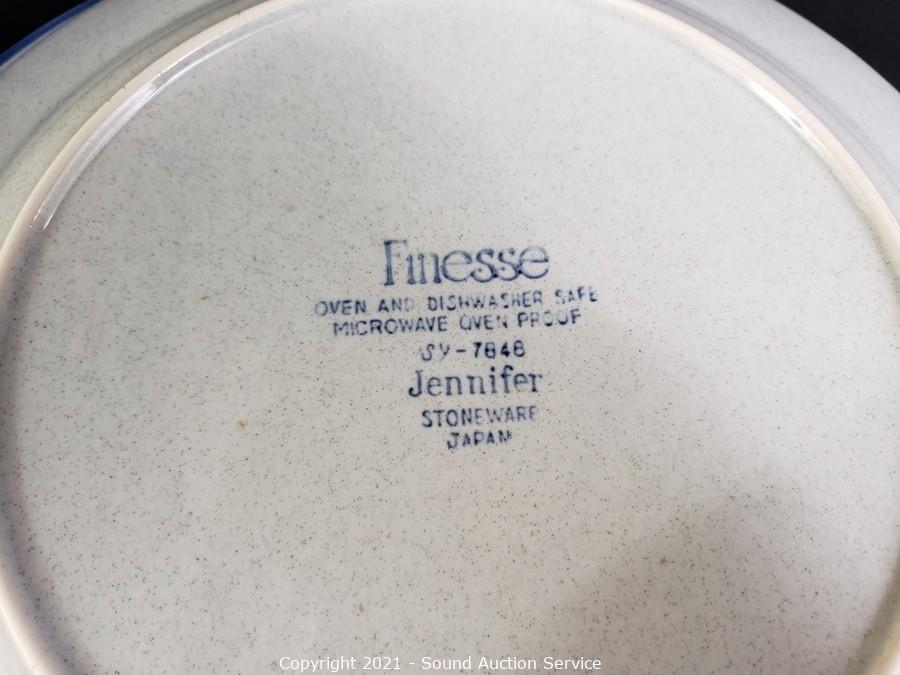 Finesse
OVEN AND DISHWASHER SAFE
MICROWAVE OVEN PROOF
SY-7848
Jennifer
STONEWARE
JAPAN
Copyright 2021 - Sound Auction Service